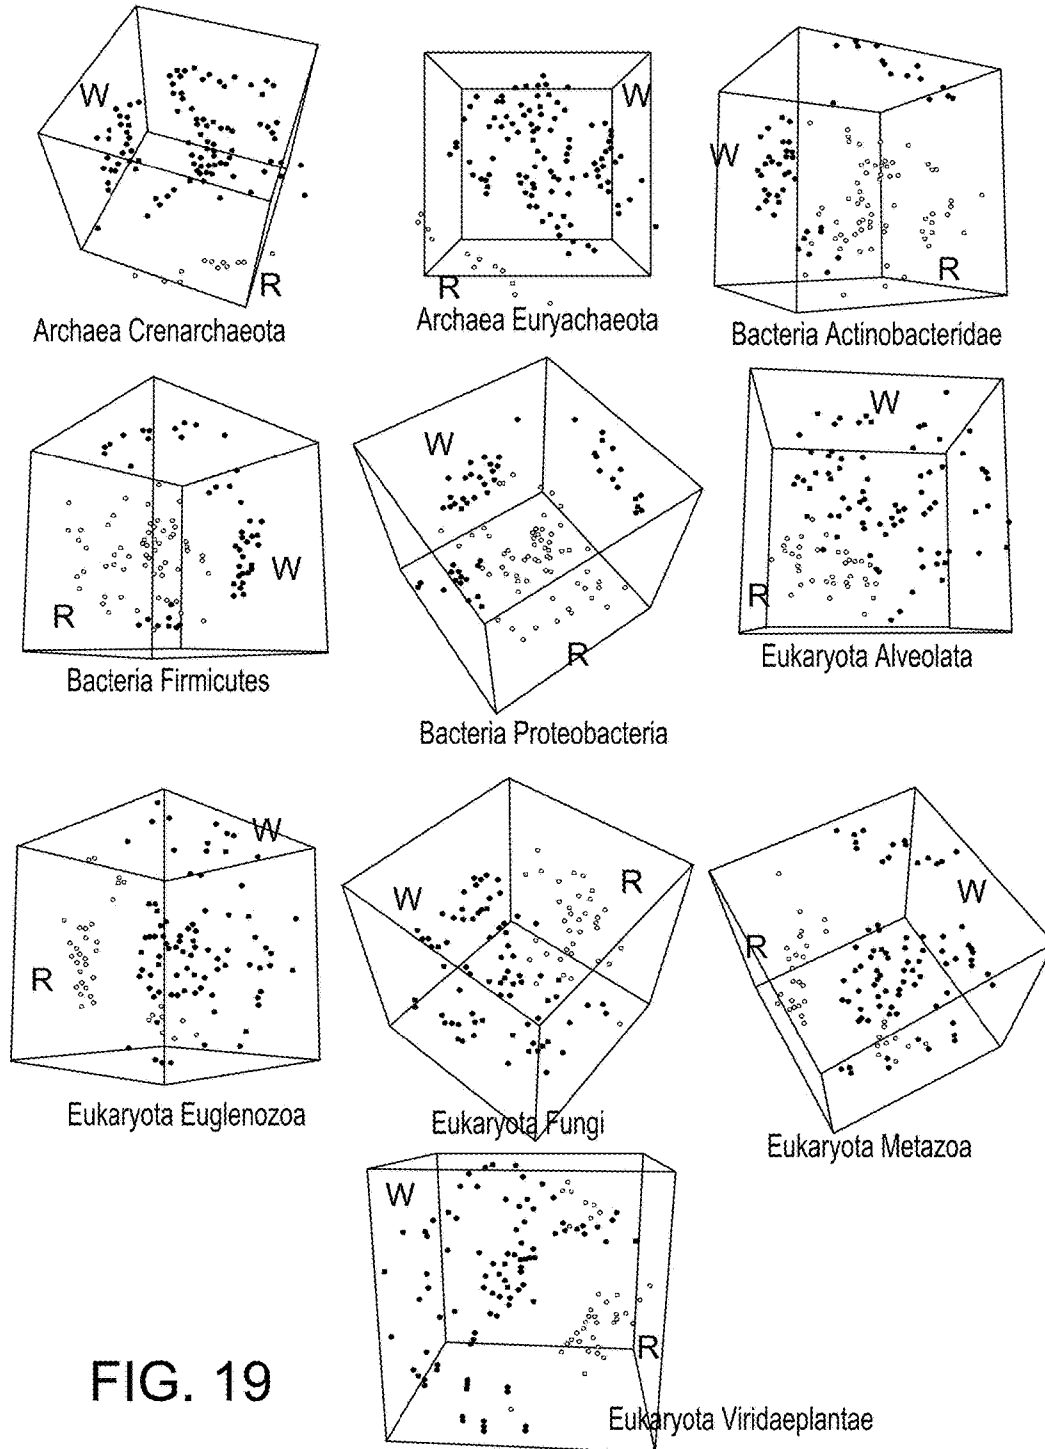 W
R
Archaea Crenarchaeota
W
R
Archaea Euryachaeota
W
R
Bacteria Actinobacteridae
W
R
Bacteria Firmicutes
W
R
Bacteria Proteobacteria
W
R
Eukaryota Alveolata
W
R
Eukaryota Euglenozoa
W
R
Eukaryota Fungi
W
R
Eukaryota Metazoa
W
R
Eukaryota Viridaeplantae
FIG. 19